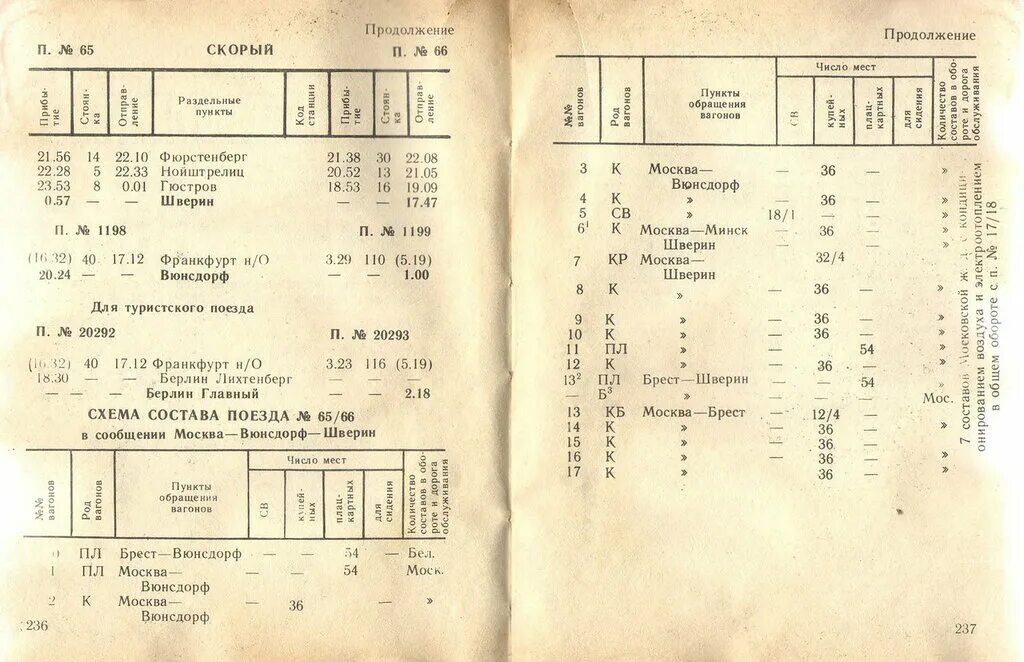 Продолжение
П. № 65 СКОРЫЙ П. № 66
Прибытие Стоянка Отправление Раздельные пункты Код станции Прибытие Стоянка Отправление
21.56 14 22.10 Фюрстенберг 21.38 30 22.08
22.28 5 22.33 Нойштрелиц 20.52 13 21.05
23.53 8 0.01 Гюстров 18.53 16 19.09
0.57 — — Шверин — — 17.47
П. № 1198 П. № 1199
(16.32) 40 17.12 Франкфурт н/О 3.29 110 (5.19)
20.24 — — Вюнсдорф — — 1.00
Для туристского поезда
П. № 20292 П. № 20293
(16.32) 40 17.12 Франкфурт н/О 3.23 116 (5.19)
18.30 — — Берлин Лихтенберг — — —
— — — Берлин Главный — — 2.18
СХЕМА СОСТАВА ПОЕЗДА № 65/66
в сообщении Москва—Вюнсдорф—Шверин
№№ вагонов Род вагонов Пункты обращения вагонов Число мест СВ купейных плацкартных для сидения Количество составов в обороте и дорога обслуживания
0 ПЛ Брест—Вюнсдорф — — 54 — Бел.
1 ПЛ Москва— — — 54 Моск.
Вюнсдорф
2 К Москва— — 36 — »
Вюнсдорф
236
Продолжение
№№ вагонов Род вагонов Пункты обращения вагонов Число мест СВ купейных плацкартных для сидения Количество составов в обороте и дорога обслуживания
3 К Москва— — 36 — »
Вюнсдорф
4 К » — 36 — »
5 СВ » 18/1 — — »
6¹ К Москва—Минск — 36 — »
Шверин »
7 КР Москва— 32/4 —
Шверин
8 К » — 36 — »
9 К » — 36 — »
10 К » — 36 — »
11 ПЛ » — — 54 »
12 К » 36 — »
13² ПЛ Брест—Шверин — — 54
— Б³ » — — — Мос.
13 КБ Москва—Брест — 12/4 —
14 К » — 36 — »
15 К » — 36 —
16 К » — 36 — »
17 К » 36 — »
7 составов Московской ж. д. с кондиционированием воздуха и электроотоплением в общем обороте с п. № 17/18
237